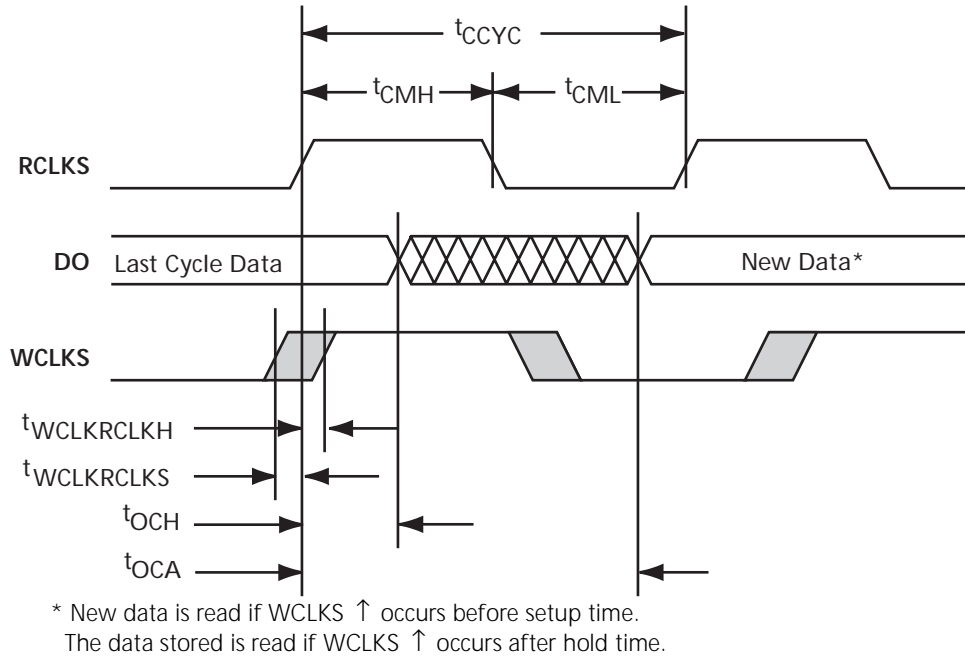 tCCYC
tCMH
tCML
RCLKS
DO
Last Cycle Data
New Data*
WCLKS
tWCLKRCLKH
tWCLKRCLKS
tOCH
tOCA
* New data is read if WCLKS ↑ occurs before setup time.
The data stored is read if WCLKS ↑ occurs after hold time.